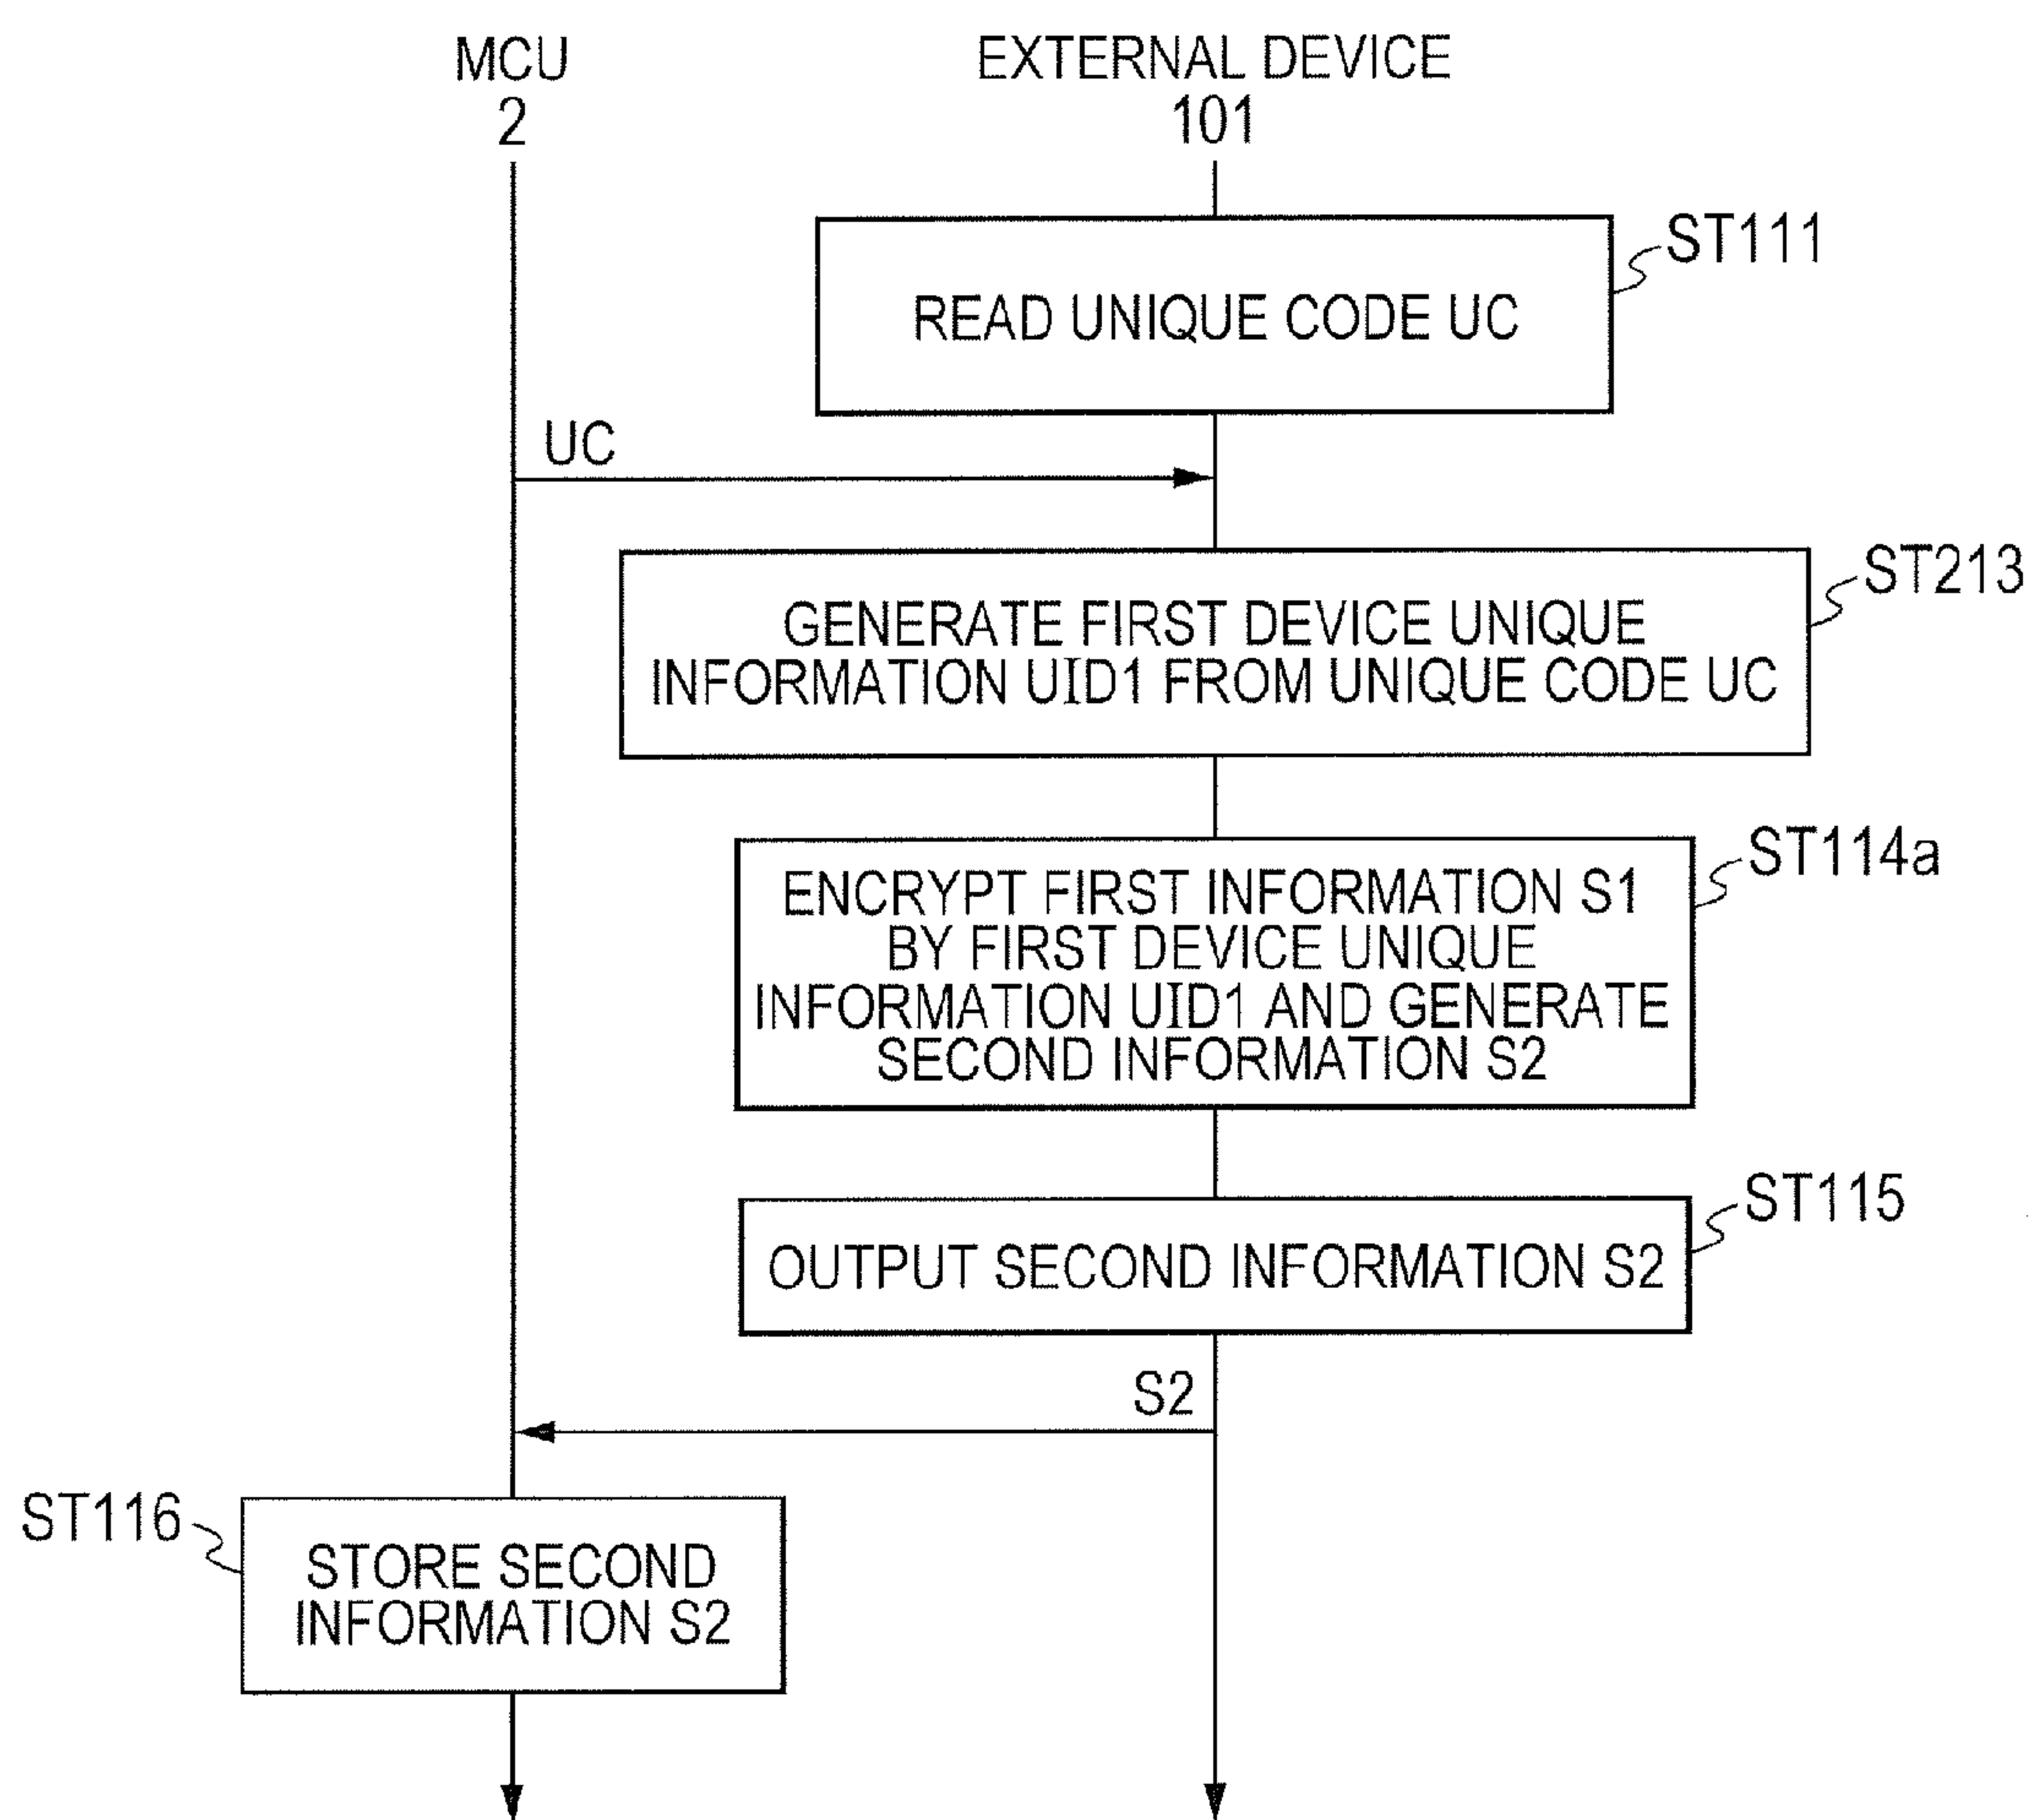 MCU
2
EXTERNAL DEVICE
101
ST111
READ UNIQUE CODE UC
UC
ST213
GENERATE FIRST DEVICE UNIQUE
INFORMATION UID1 FROM UNIQUE CODE UC
ST114a
ENCRYPT FIRST INFORMATION S1
BY FIRST DEVICE UNIQUE
INFORMATION UID1 AND GENERATE
SECOND INFORMATION S2
ST115
OUTPUT SECOND INFORMATION S2
S2
ST116
STORE SECOND
INFORMATION S2